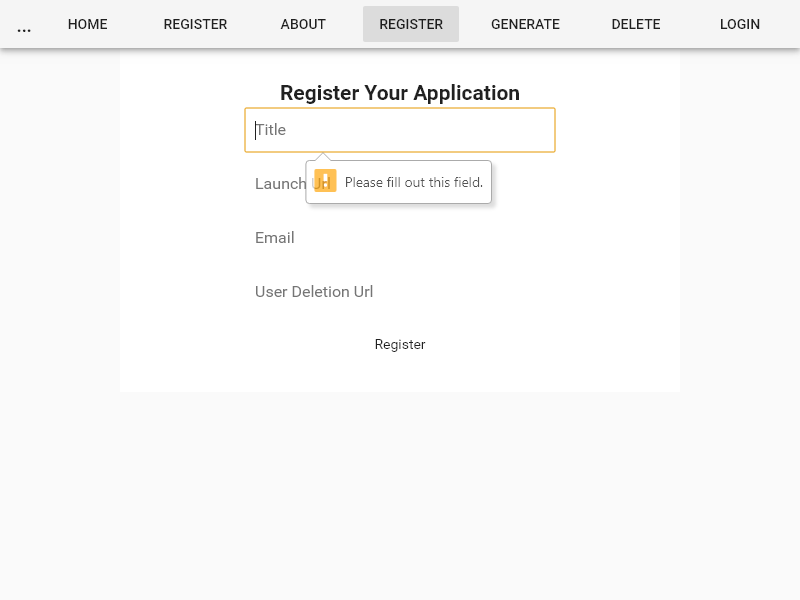 ... HOME REGISTER ABOUT REGISTER GENERATE DELETE LOGIN
Register Your Application
Title
Please fill out this field.
Launch Url
Email
User Deletion Url
Register